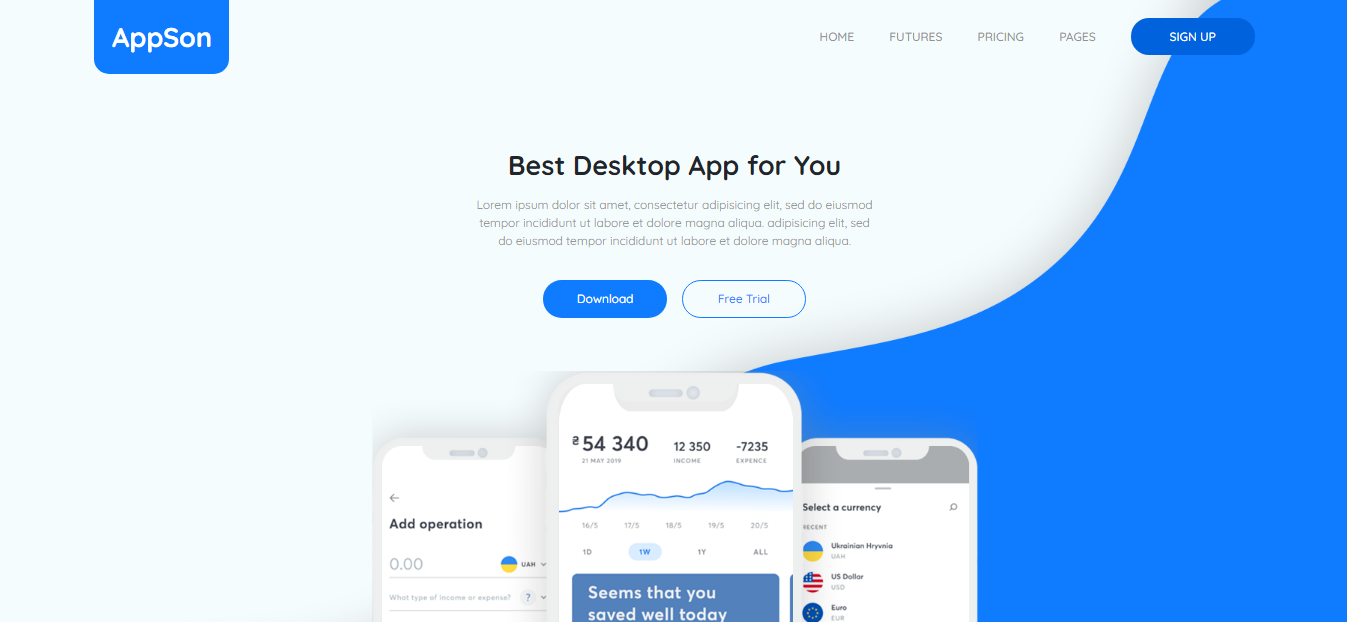 AppSon
HOME FUTURES PRICING PAGES SIGN UP
Best Desktop App for You
Lorem ipsum dolor sit amet, consectetur adipisicing elit, sed do eiusmod
tempor incididunt ut labore et dolore magna aliqua. adipisicing elit, sed
do eiusmod tempor incididunt ut labore et dolore magna aliqua.
Download Free Trial
Add operation
0.00 UAH
What type of income or expense? ?
₴54 340 12 350 -7235
21 MAY 2019 INCOME EXPENCE
16/5 17/5 18/5 19/5 20/5
1D 1W 1Y ALL
Seems that you
saved well today
Select a currency
RECENT
Ukrainian Hryvnia
UAH
US Dollar
USD
Euro
EUR